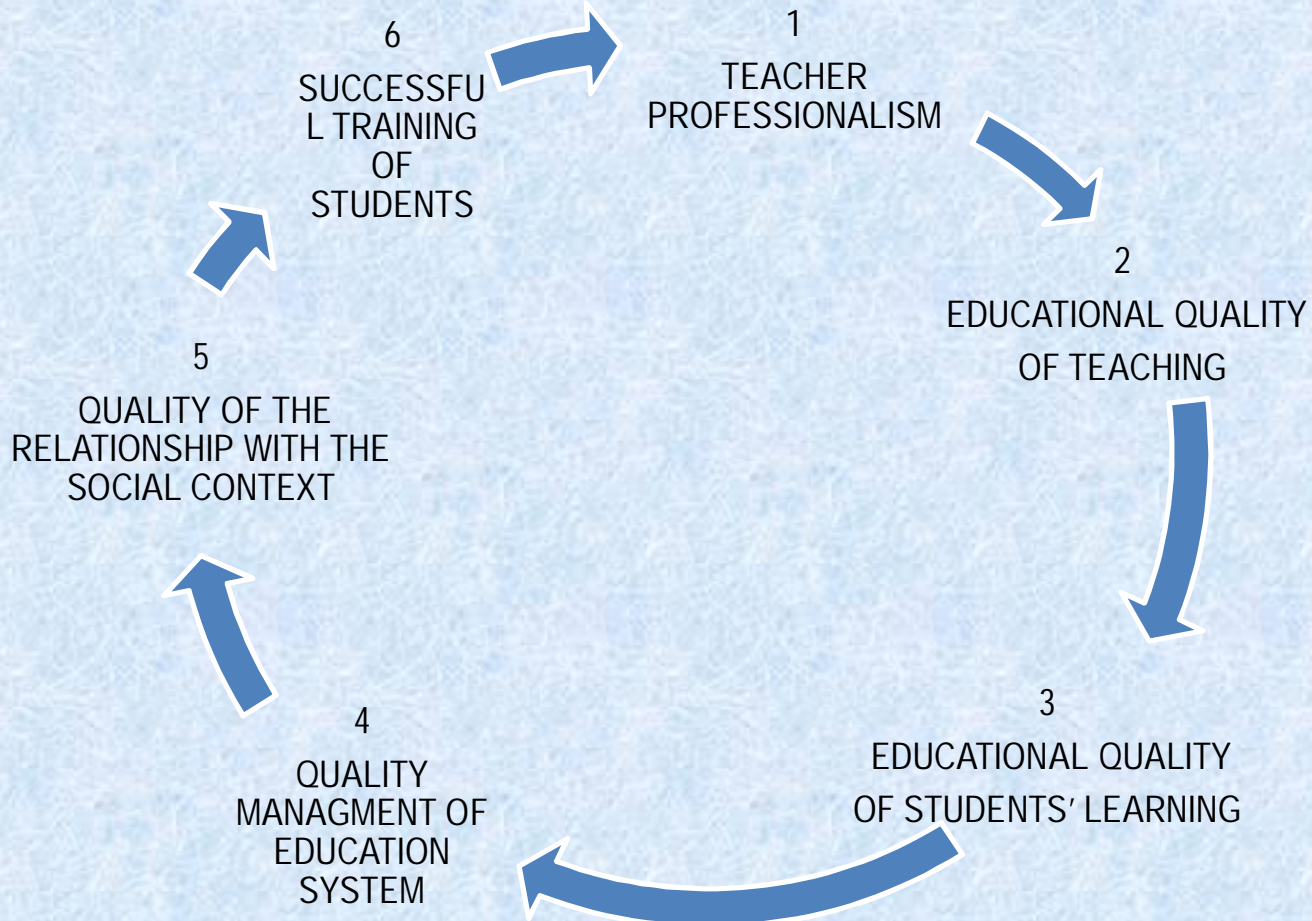 1
TEACHER
PROFESSIONALISM
2
EDUCATIONAL QUALITY
OF TEACHING
3
EDUCATIONAL QUALITY
OF STUDENTS' LEARNING
4
QUALITY
MANAGMENT OF
EDUCATION
SYSTEM
5
QUALITY OF THE
RELATIONSHIP WITH THE
SOCIAL CONTEXT
6
SUCCESSFU
L TRAINING
OF
STUDENTS